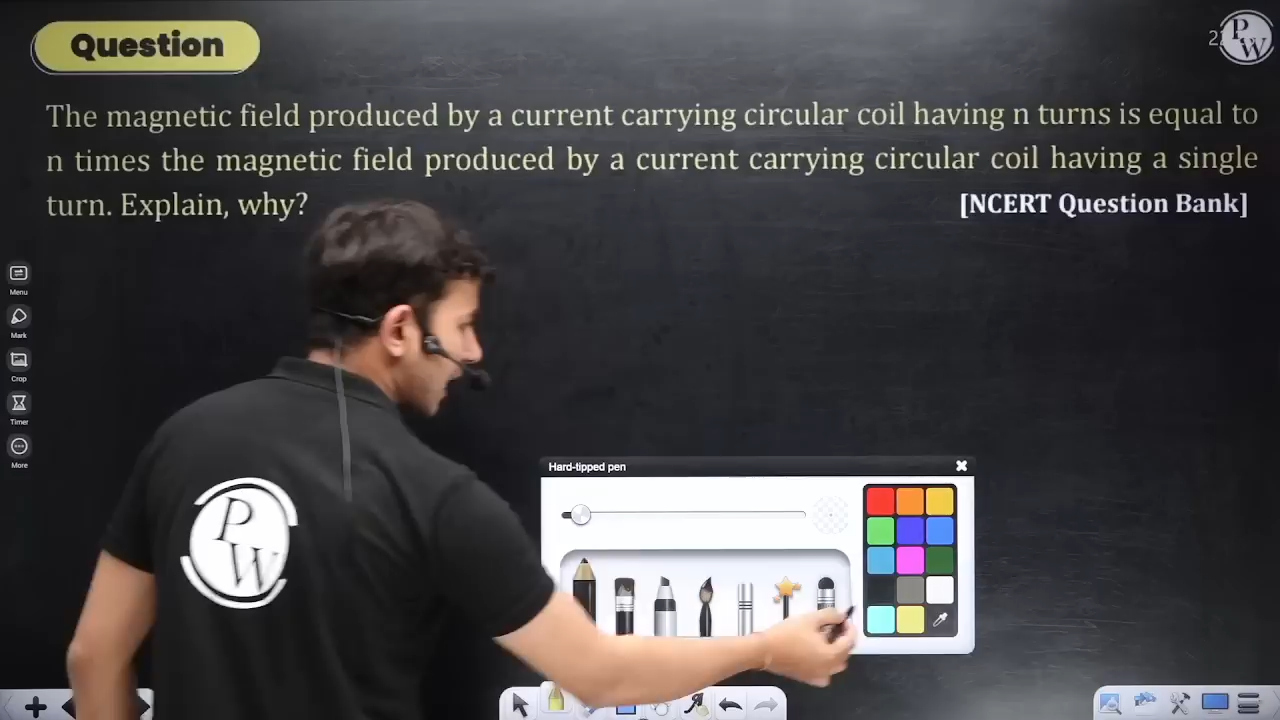 Question
The magnetic field produced by a current carrying circular coil having n turns is equal to
n times the magnetic field produced by a current carrying circular coil having a single
turn. Explain, why?
[NCERT Question Bank]
PW
Menu
Mark
Crop
Timer
More
Hard-tipped pen
PW